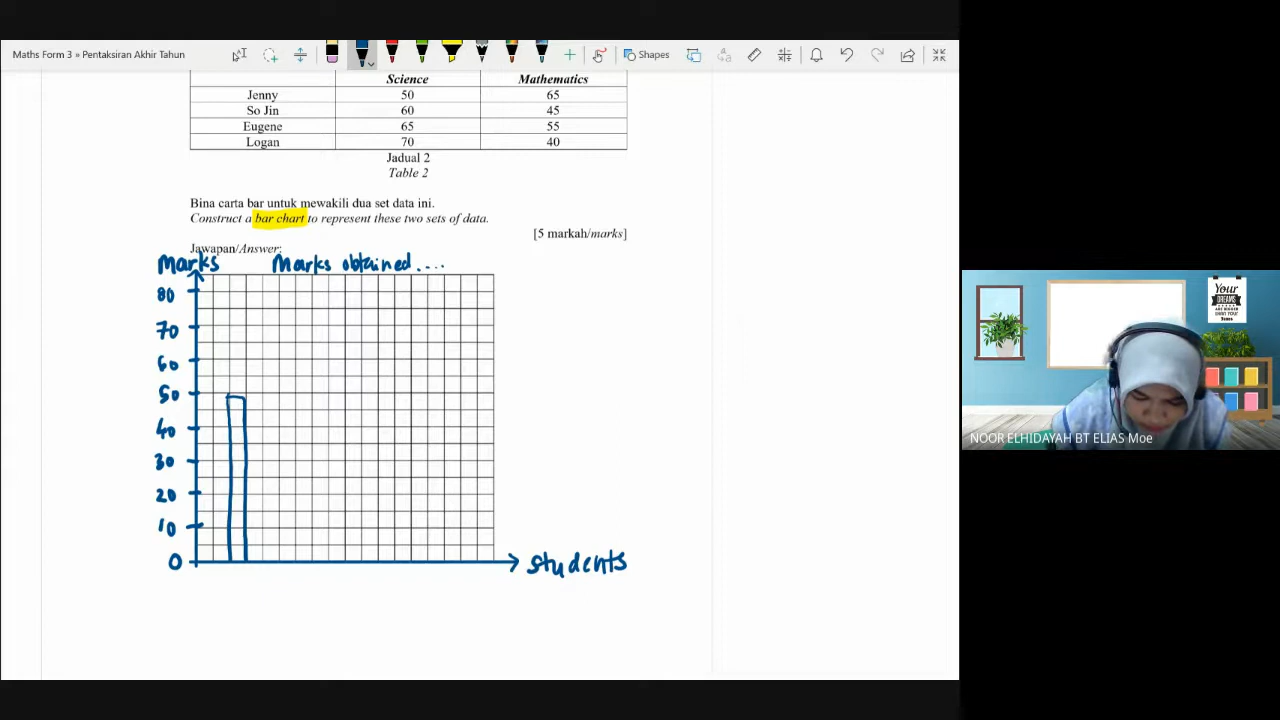 Maths Form 3 » Pentaksiran Akhir Tahun
Shapes
Science Mathematics
Jenny 50 65
So Jin 60 45
Eugene 65 55
Logan 70 40
Jadual 2
Table 2
Bina carta bar untuk mewakili dua set data ini.
Construct a bar chart to represent these two sets of data.
[5 markah/marks]
Jawapan/Answer:
Marks Marks obtained....
80
70
60
50
40
30
20
10
0 students
Your
DREAMS
NOOR ELHIDAYAH BT ELIAS Moe